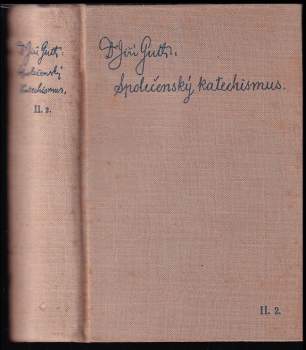 Dr Jiří Guth.
Společenský
katechismus.
II. 2.
Dr Jiří Guth.
Společenský katechismus.
II. 2.